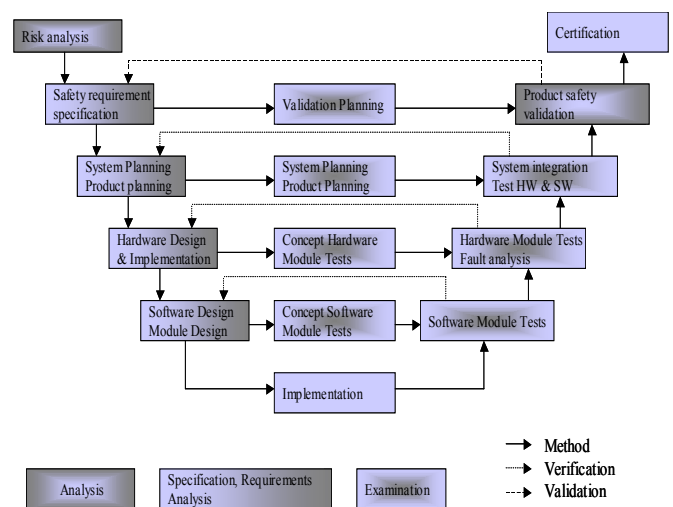 Risk analysis
Certification
Safety requirement
specification
Validation Planning
Product safety
validation
System Planning
Product planning
System Planning
Product Planning
System integration
Test HW & SW
Hardware Design
& Implementation
Concept Hardware
Module Tests
Hardware Module Tests
Fault analysis
Software Design
Module Design
Concept Software
Module Tests
Software Module Tests
Implementation
Method
Verification
Validation
Analysis
Specification, Requirements
Analysis
Examination